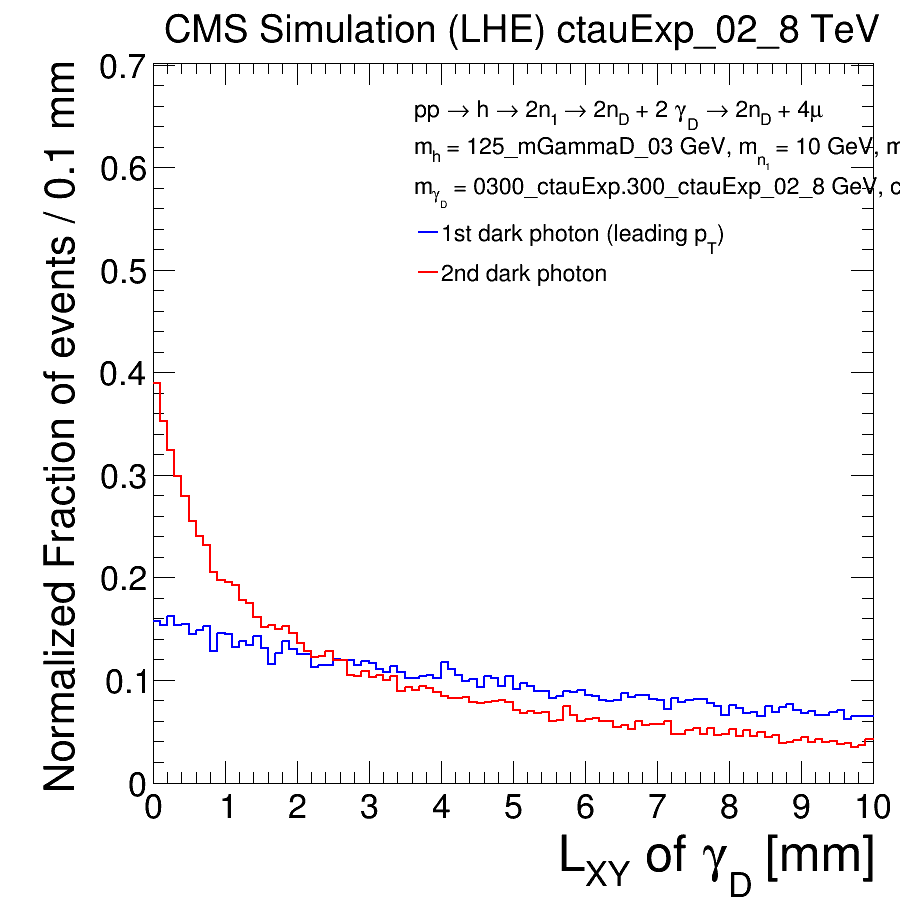 CMS Simulation (LHE) ctauExp_02_8 TeV
pp → h → 2n1 → 2nD + 2 γD → 2nD + 4μ
mh = 125_mGammaD_03 GeV, mn1 = 10 GeV, m
mγD = 0300_ctauExp.300_ctauExp_02_8 GeV, c
1st dark photon (leading pT)
2nd dark photon
Normalized Fraction of events / 0.1 mm
0.7
0.6
0.5
0.4
0.3
0.2
0.1
0
0 1 2 3 4 5 6 7 8 9 10
LXY of γD [mm]